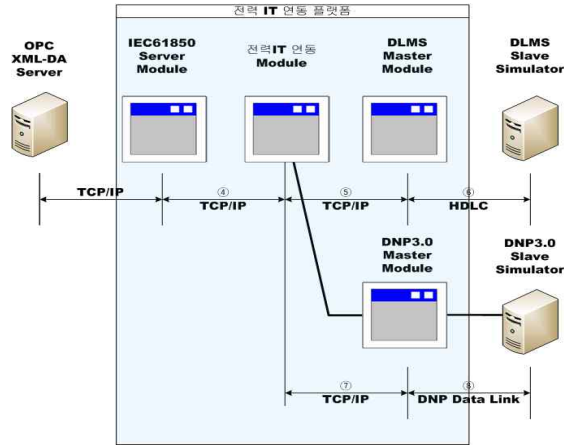 전력 IT 연동 플랫폼
OPC
XML-DA
Server
IEC61850
Server
Module
전력IT 연동
Module
DLMS
Master
Module
DLMS
Slave
Simulator
TCP/IP
④
TCP/IP
⑤
TCP/IP
⑥
HDLC
DNP3.0
Master
Module
DNP3.0
Slave
Simulator
⑦
TCP/IP
⑧
DNP Data Link